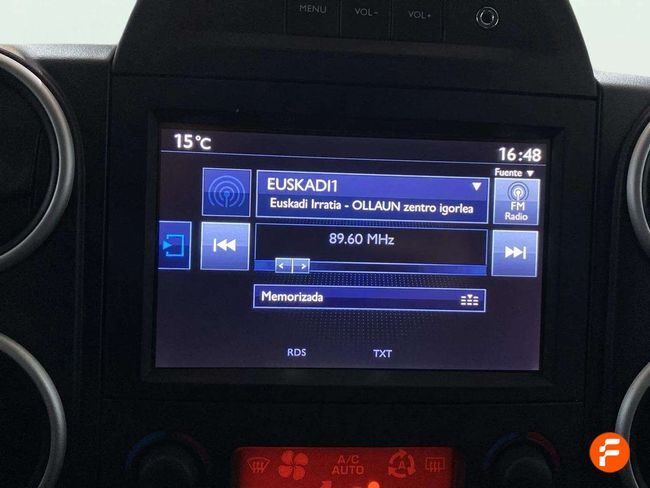 MENU VOL- VOL+
15°C 16:48
Fuente ▼
EUSKADI1 ▼
Euskadi Irratia - OLLAUN zentro igorlea
FM
Radio
89.60 MHz
< >
Memorizada
RDS TXT
A/C
AUTO
A